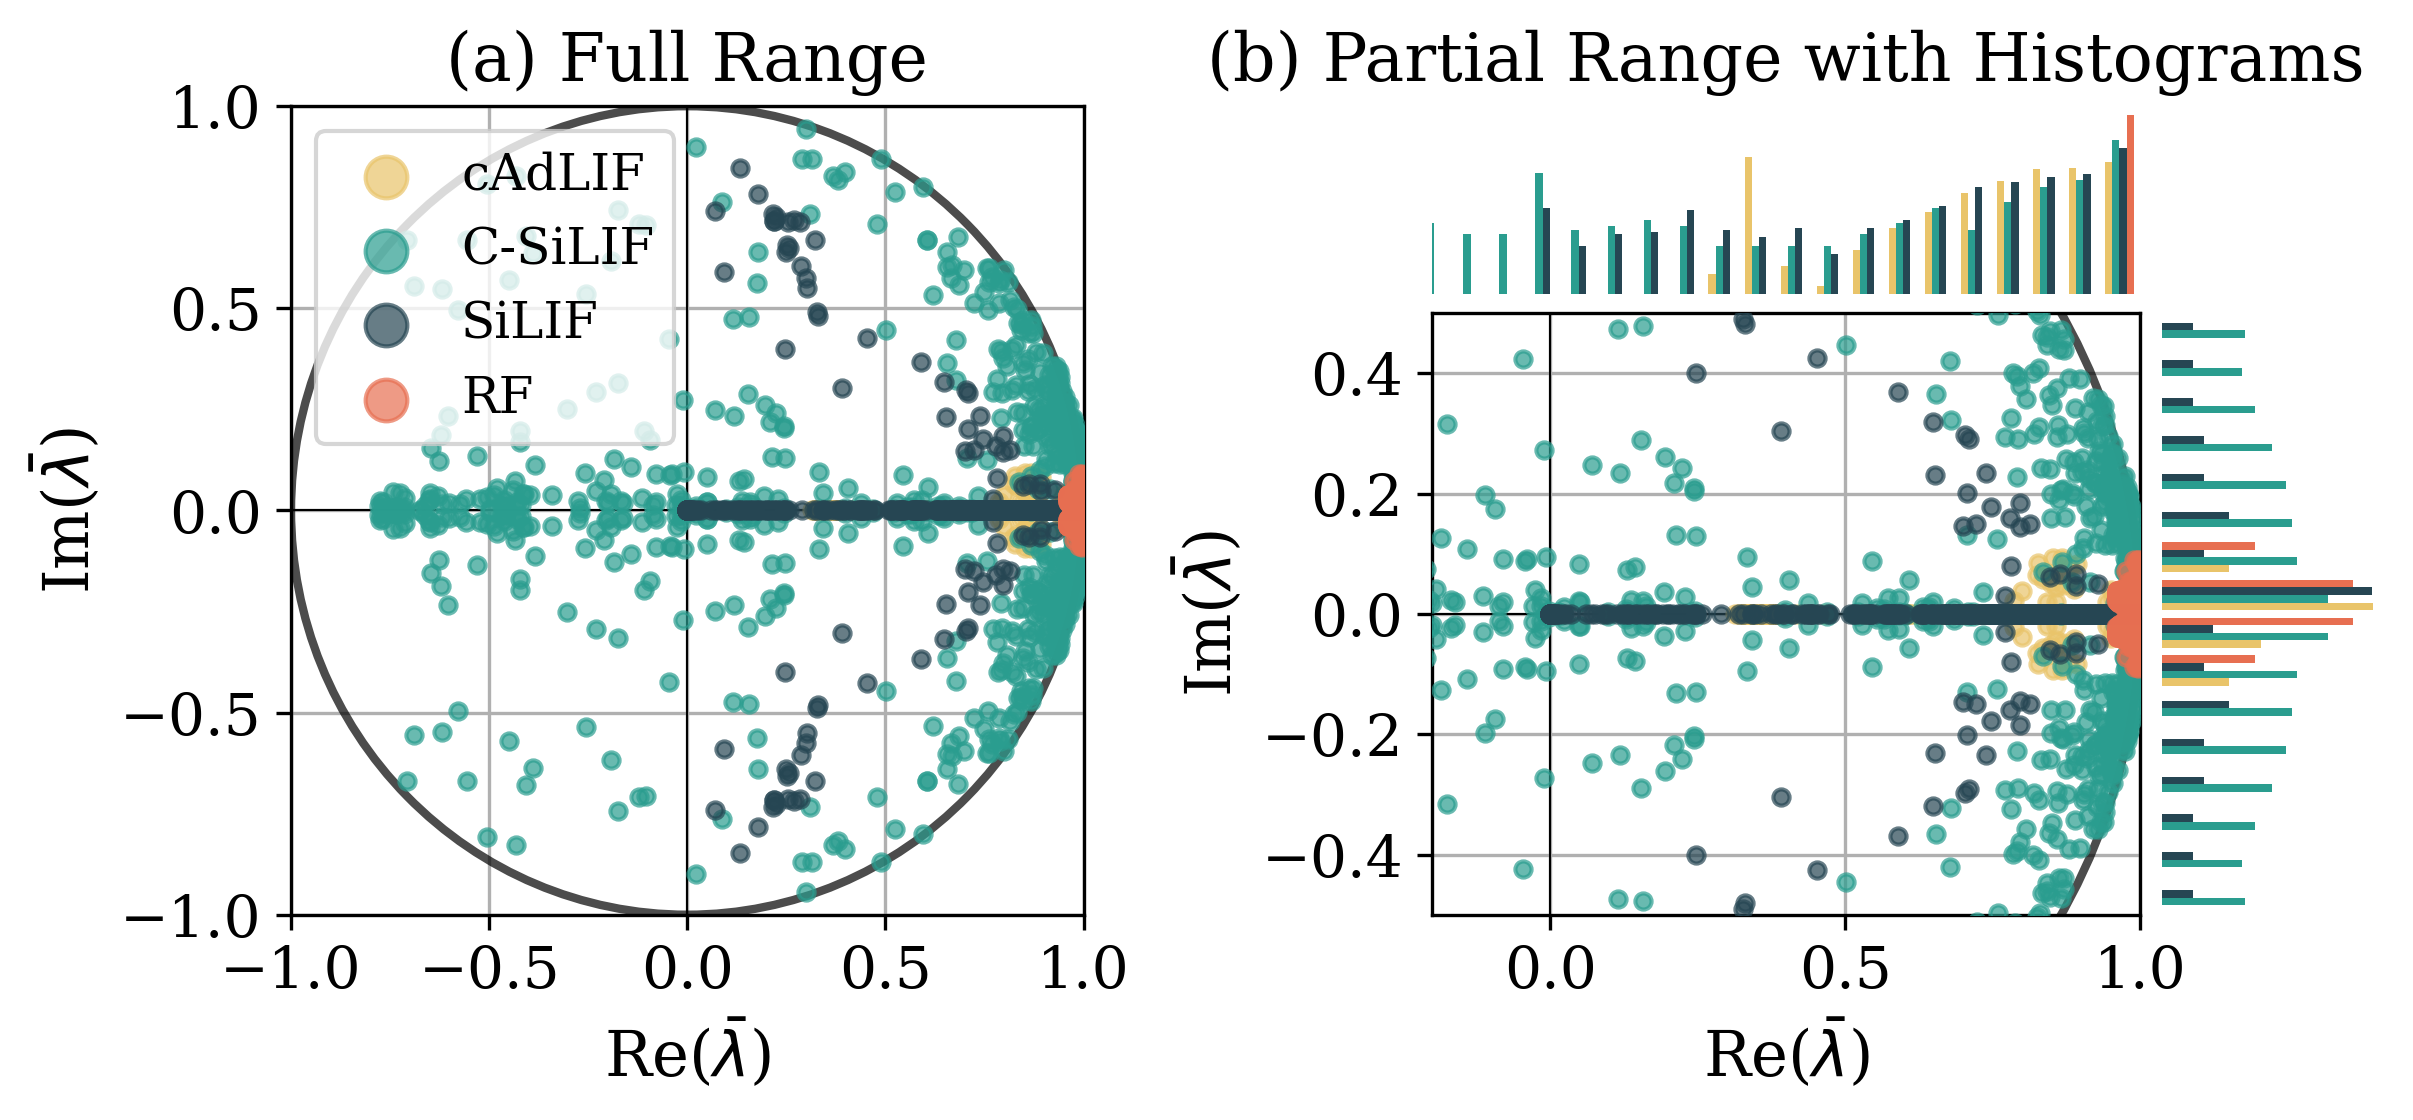 (a) Full Range
(b) Partial Range with Histograms
cAdLIF
C-SiLIF
SiLIF
RF
1.0
0.5
0.0
−0.5
−1.0
Im(λ̄)
−1.0 −0.5 0.0 0.5 1.0
Re(λ̄)
0.4
0.2
0.0
−0.2
−0.4
Im(λ̄)
0.0 0.5 1.0
Re(λ̄)